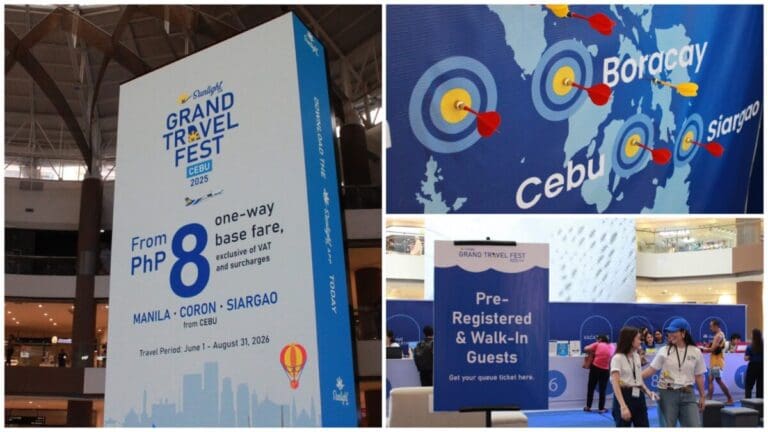 Sunlight
GRAND
TRAVEL
FEST
CEBU
2025
From
PhP
8
one-way
base fare,
exclusive of VAT
and surcharges
MANILA · CORON · SIARGAO
from CEBU
Travel Period: June 1 - August 31, 2026
DOWNLOAD THE
Sunlight APP
TODAY
Boracay
Siargao
Cebu
GRAND TRAVEL FEST
Pre-
Registered
& Walk-In
Guests
Get your queue ticket here.
6